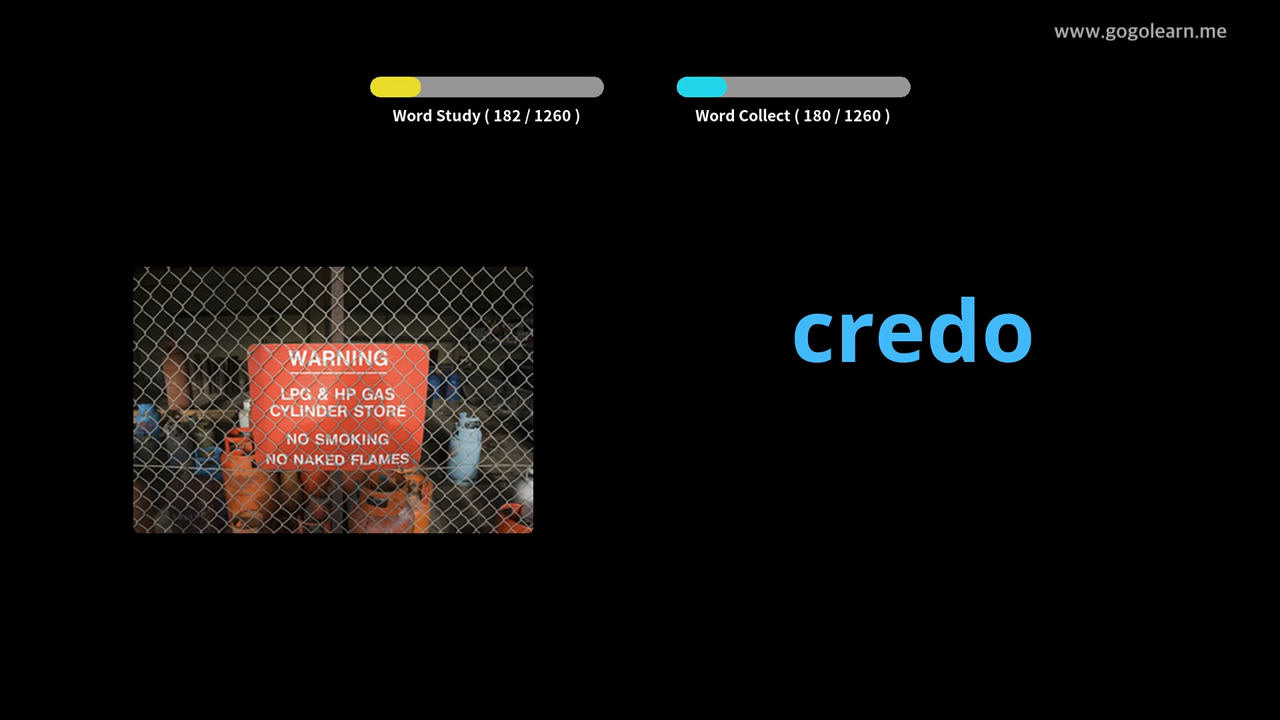 www.gogolearn.me
Word Study ( 182 / 1260 )
Word Collect ( 180 / 1260 )
credo
WARNING
LPG & HP GAS
CYLINDER STORE
NO SMOKING
NO NAKED FLAMES